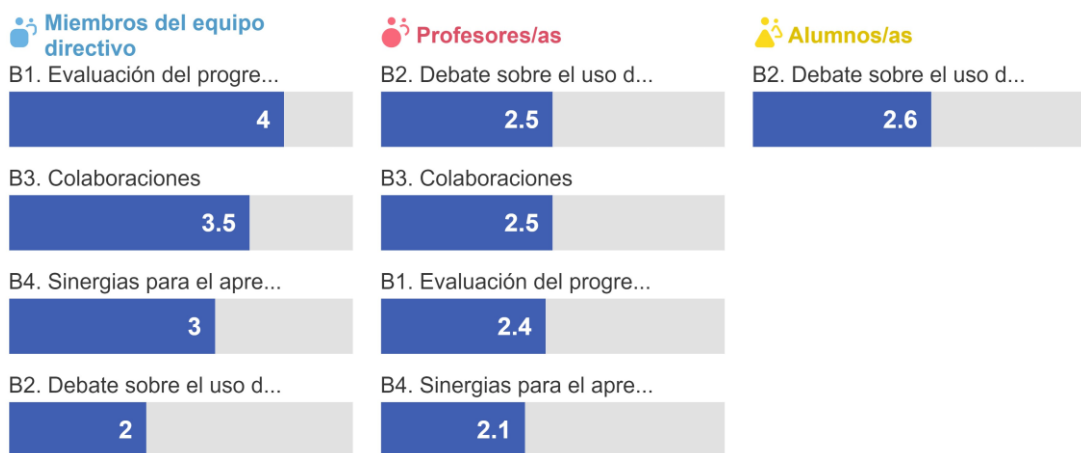 Miembros del equipo
directivo
B1. Evaluación del progre...
4
B3. Colaboraciones
3.5
B4. Sinergias para el apre...
3
B2. Debate sobre el uso d...
2
Profesores/as
B2. Debate sobre el uso d...
2.5
B3. Colaboraciones
2.5
B1. Evaluación del progre...
2.4
B4. Sinergias para el apre...
2.1
Alumnos/as
B2. Debate sobre el uso d...
2.6